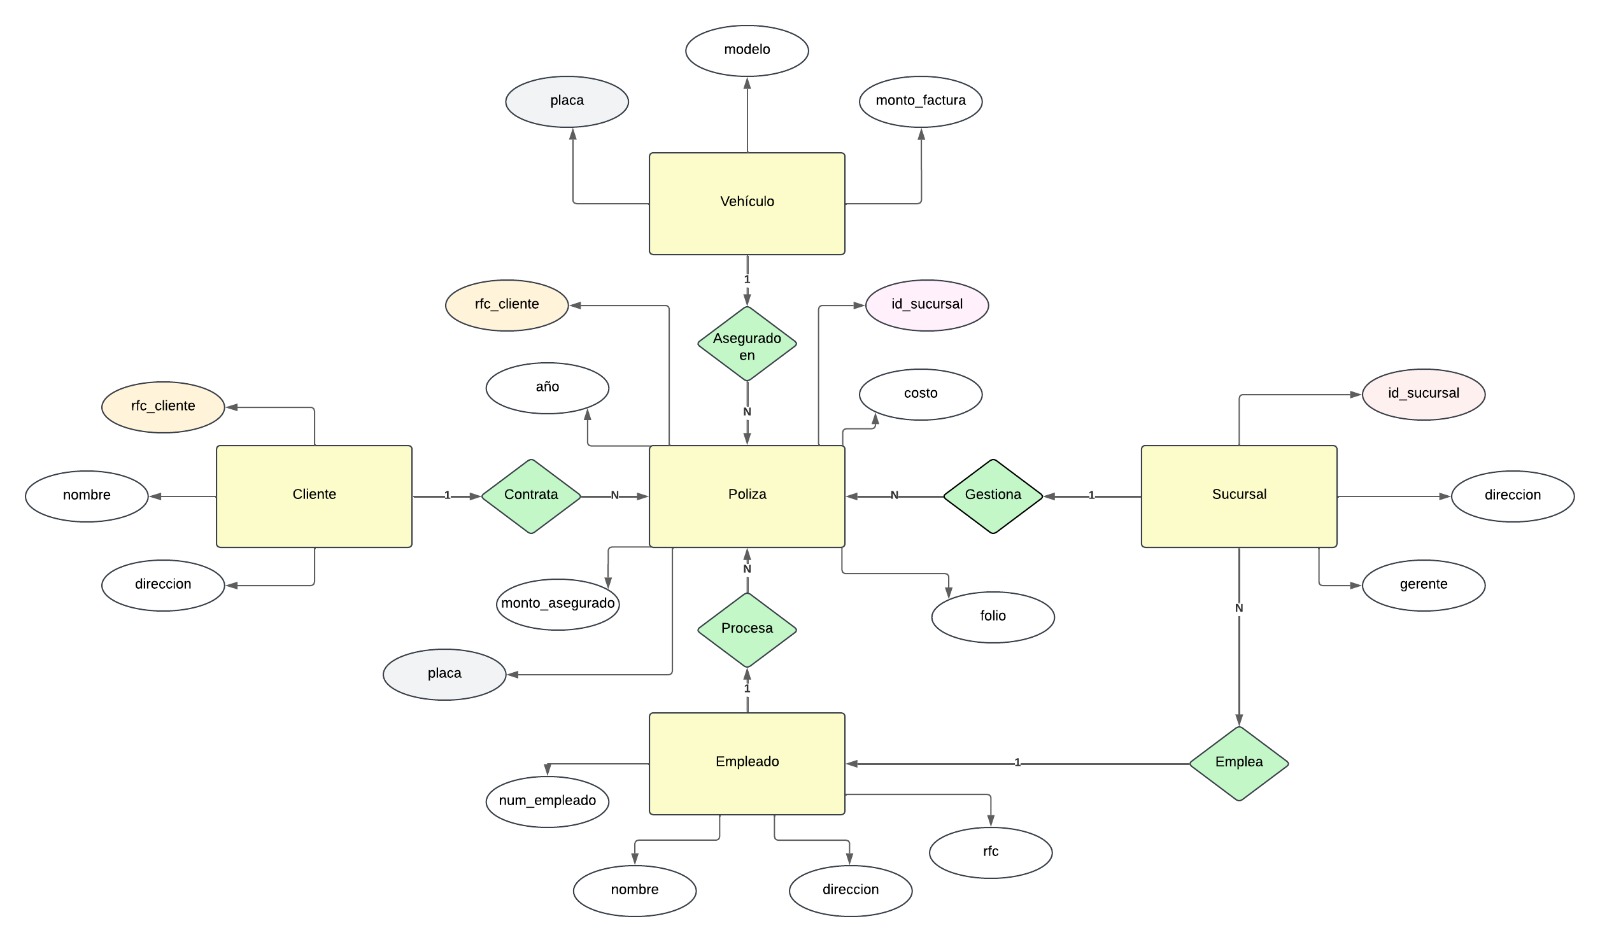 modelo
placa
monto_factura
Vehículo
1
rfc_cliente
id_sucursal
Asegurado
en
año
costo
N
rfc_cliente
id_sucursal
nombre
Cliente
1
Contrata
N
Poliza
N
Gestiona
1
Sucursal
direccion
direccion
monto_asegurado
N
folio
gerente
N
Procesa
placa
1
Empleado
1
Emplea
num_empleado
rfc
nombre
direccion